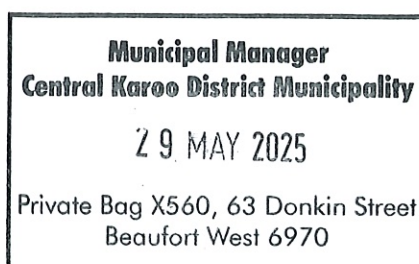 Municipal Manager
Central Karoo District Municipality
29 MAY 2025
Private Bag X560, 63 Donkin Street
Beaufort West 6970